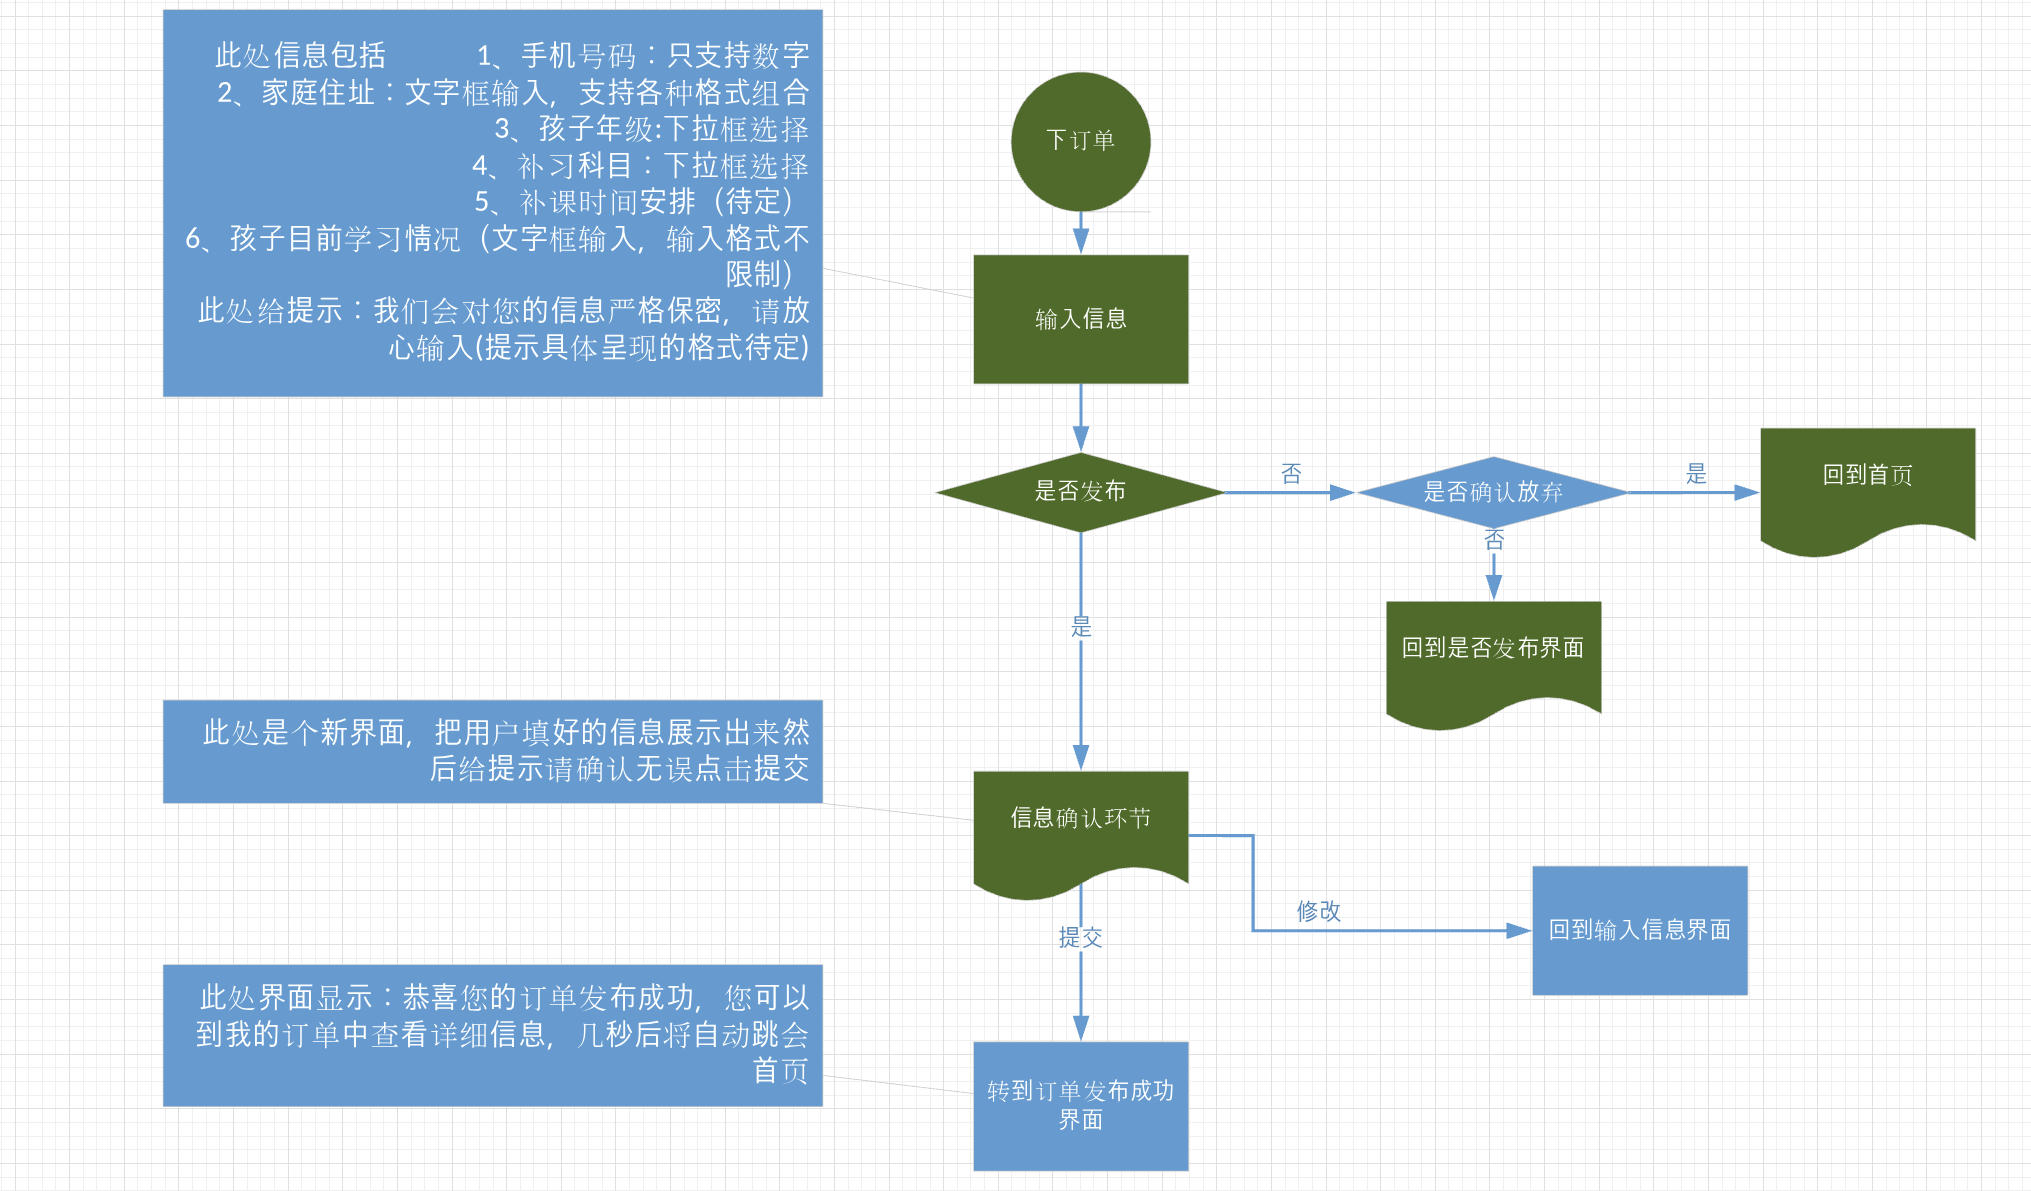 此处信息包括 1、手机号码：只支持数字
2、家庭住址：文字框输入，支持各种格式组合
3、孩子年级:下拉框选择
4、补习科目：下拉框选择
5、补课时间安排（待定）
6、孩子目前学习情况（文字框输入，输入格式不
限制）
此处给提示：我们会对您的信息严格保密，请放
心输入(提示具体呈现的格式待定)
下订单
输入信息
是否发布
否
是否确认放弃
是
回到首页
否
回到是否发布界面
是
此处是个新界面，把用户填好的信息展示出来然
后给提示请确认无误点击提交
信息确认环节
修改
回到输入信息界面
提交
此处界面显示：恭喜您的订单发布成功，您可以
到我的订单中查看详细信息，几秒后将自动跳会
首页
转到订单发布成功
界面